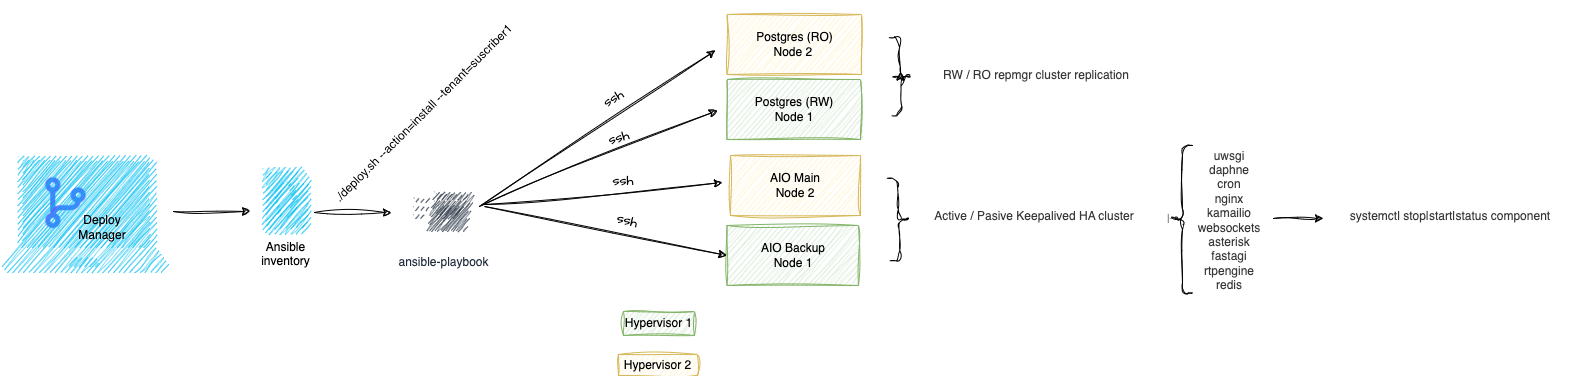 Deploy
Manager
Ansible
inventory
./deploy.sh --action=install --tenant=suscriber1
ansible-playbook
ssh
ssh
ssh
ssh
Postgres (RO)
Node 2
Postgres (RW)
Node 1
AIO Main
Node 2
AIO Backup
Node 1
RW / RO repmgr cluster replication
Active / Pasive Keepalived HA cluster
uwsgi
daphne
cron
nginx
kamailio
websockets
asterisk
fastagi
rtpengine
redis
systemctl stop|start|status component
Hypervisor 1
Hypervisor 2